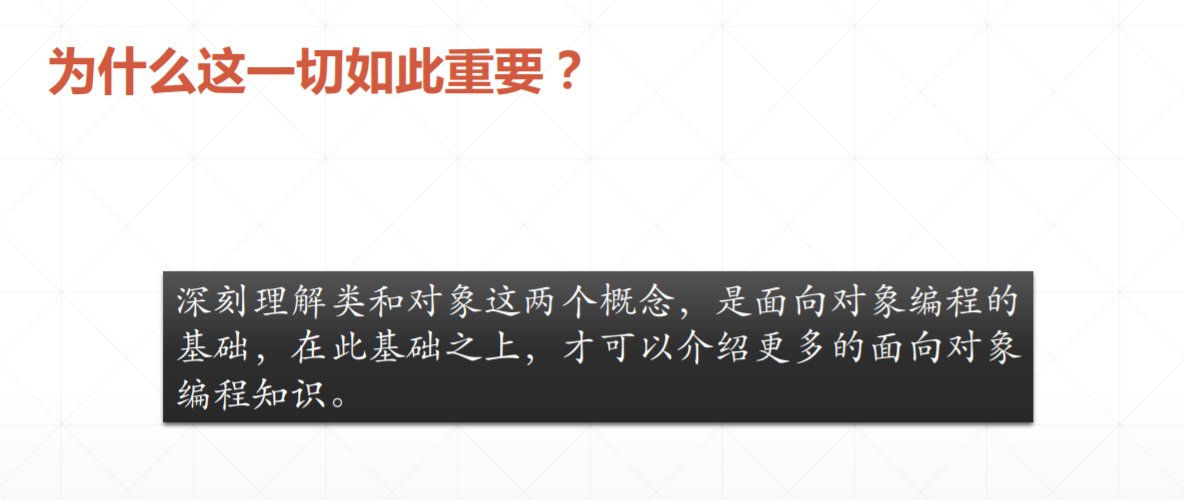 为什么这一切如此重要？
深刻理解类和对象这两个概念，是面向对象编程的
基础，在此基础之上，才可以介绍更多的面向对象
编程知识。